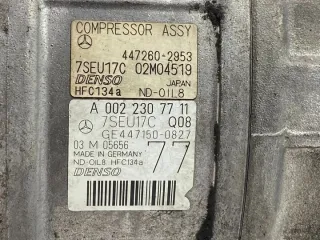 COMPRESSOR ASSY
447260-2953
7SEU17C 02M04519
DENSO JAPAN
HFC134a ND-OIL8
A 002 230 77 11
7SEU17C Q08
GE447150-0827
03 M 05656
MADE IN GERMANY
ND-OIL8 HFC134a
DENSO
77